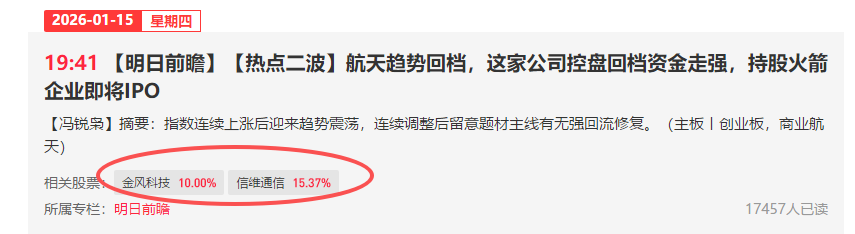 2026-01-15 星期四
19:41 【明日前瞻】【热点二波】航天趋势回档，这家公司控盘回档资金走强，持股火箭
企业即将IPO
【冯锐枭】摘要：指数连续上涨后迎来趋势震荡，连续调整后留意题材主线有无强回流修复。（主板丨创业板，商业航
天）
相关股票： 金风科技 10.00% 信维通信 15.37%
所属专栏：明日前瞻 17457人已读